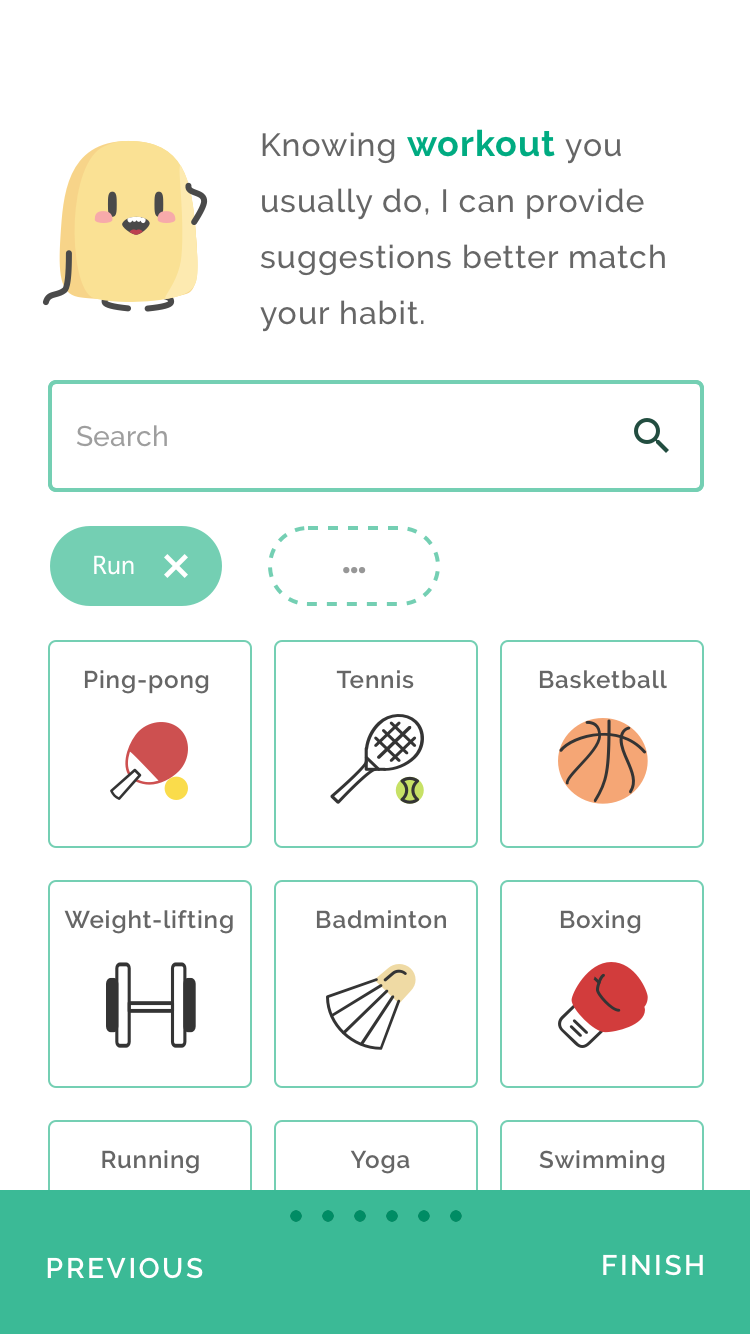 Knowing workout you
usually do, I can provide
suggestions better match
your habit.
Search
Run
...
Ping-pong Tennis Basketball
Weight-lifting Badminton Boxing
Running Yoga Swimming
PREVIOUS FINISH